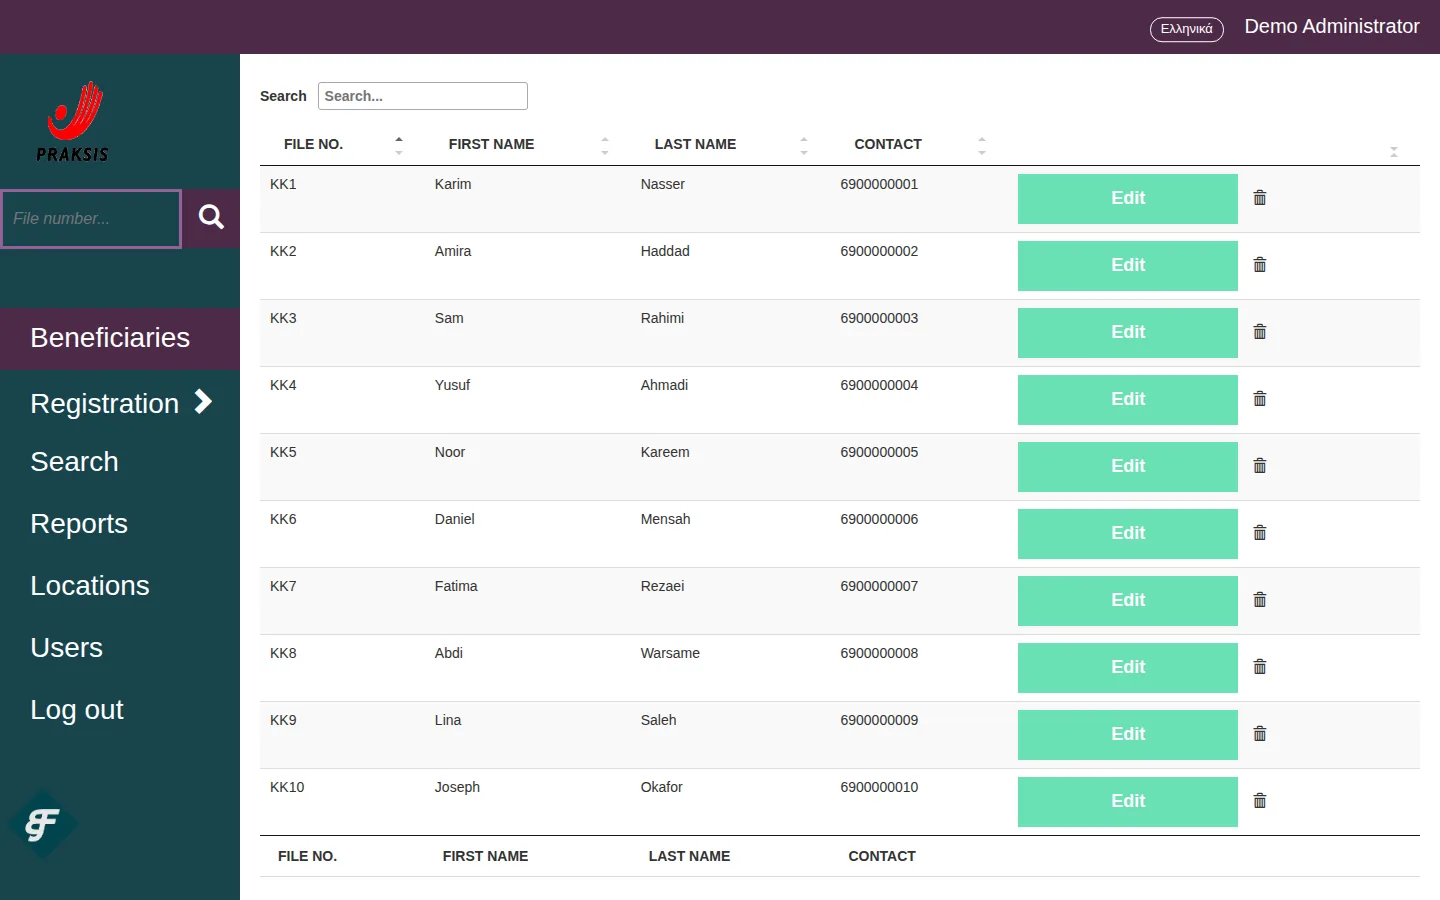 Ελληνικά Demo Administrator
PRAKSIS
File number...
Beneficiaries
Registration
Search
Reports
Locations
Users
Log out
Search Search...
FILE NO. FIRST NAME LAST NAME CONTACT
KK1 Karim Nasser 6900000001 Edit
KK2 Amira Haddad 6900000002 Edit
KK3 Sam Rahimi 6900000003 Edit
KK4 Yusuf Ahmadi 6900000004 Edit
KK5 Noor Kareem 6900000005 Edit
KK6 Daniel Mensah 6900000006 Edit
KK7 Fatima Rezaei 6900000007 Edit
KK8 Abdi Warsame 6900000008 Edit
KK9 Lina Saleh 6900000009 Edit
KK10 Joseph Okafor 6900000010 Edit
FILE NO. FIRST NAME LAST NAME CONTACT